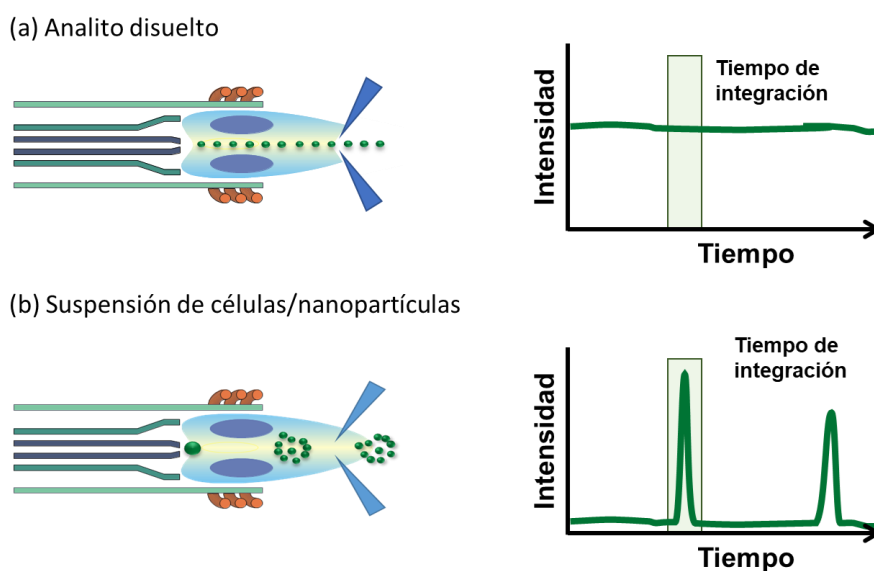 (a) Analito disuelto
Intensidad
Tiempo de
integración
Tiempo
(b) Suspensión de células/nanopartículas
Intensidad
Tiempo de
integración
Tiempo